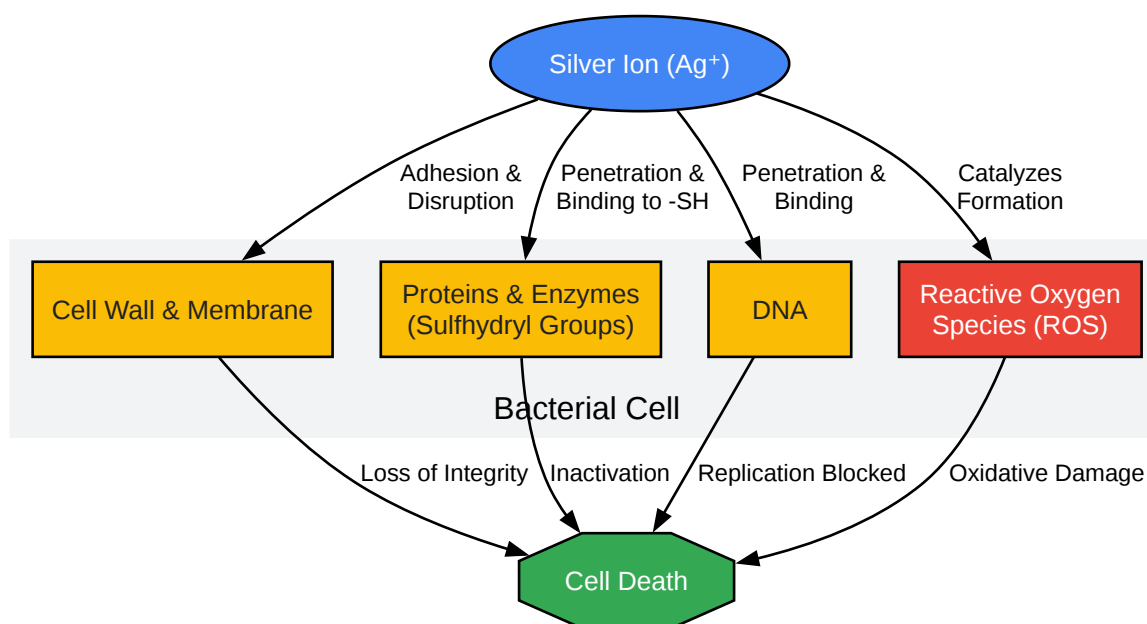 Silver Ion (Ag⁺)
Adhesion &
Disruption
Penetration &
Binding to -SH
Penetration &
Binding
Catalyzes
Formation
Cell Wall & Membrane
Proteins & Enzymes
(Sulfhydryl Groups)
DNA
Reactive Oxygen
Species (ROS)
Bacterial Cell
Loss of Integrity
Inactivation
Replication Blocked
Oxidative Damage
Cell Death